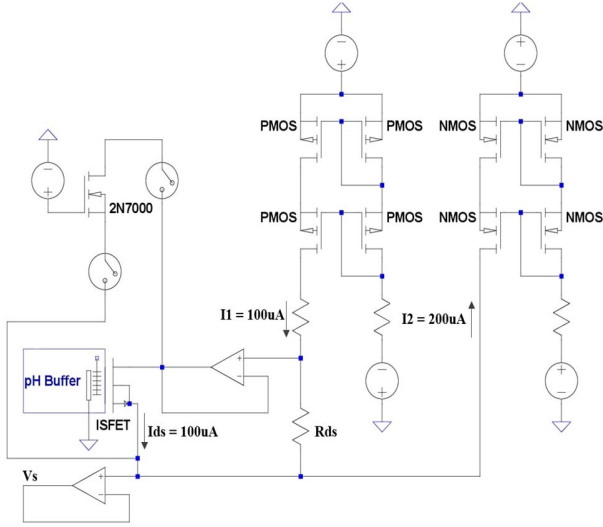 PMOS
PMOS
NMOS
NMOS
2N7000
PMOS
PMOS
NMOS
NMOS
I1 = 100uA
I2 = 200uA
pH Buffer
ISFET
Ids = 100uA
Rds
Vs